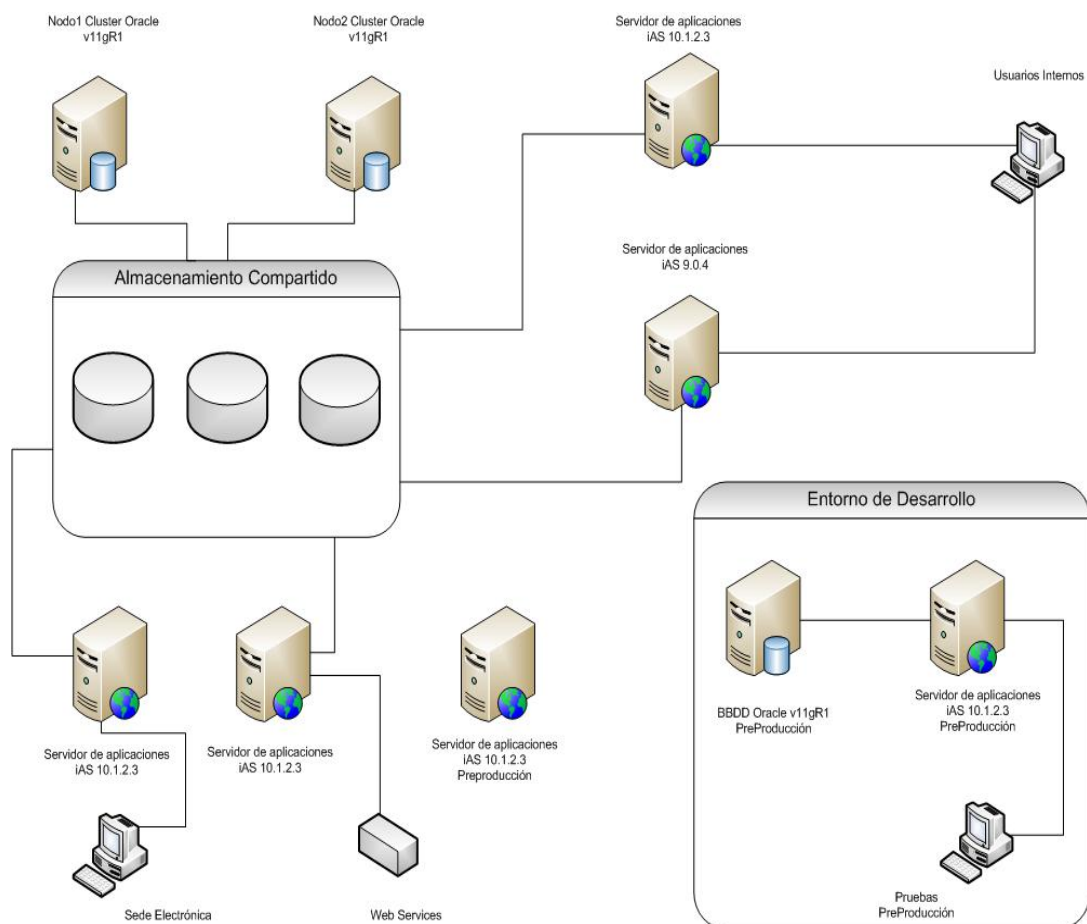 Nodo1 Cluster Oracle
v11gR1
Nodo2 Cluster Oracle
v11gR1
Servidor de aplicaciones
iAS 10.1.2.3
Usuarios Internos
Servidor de aplicaciones
iAS 9.0.4
Almacenamiento Compartido
Entorno de Desarrollo
BBDD Oracle v11gR1
PreProducción
Servidor de aplicaciones
iAS 10.1.2.3
PreProducción
Servidor de aplicaciones
iAS 10.1.2.3
Servidor de aplicaciones
iAS 10.1.2.3
Servidor de aplicaciones
iAS 10.1.2.3
Preproducción
Sede Electrónica
Web Services
Pruebas
PreProducción